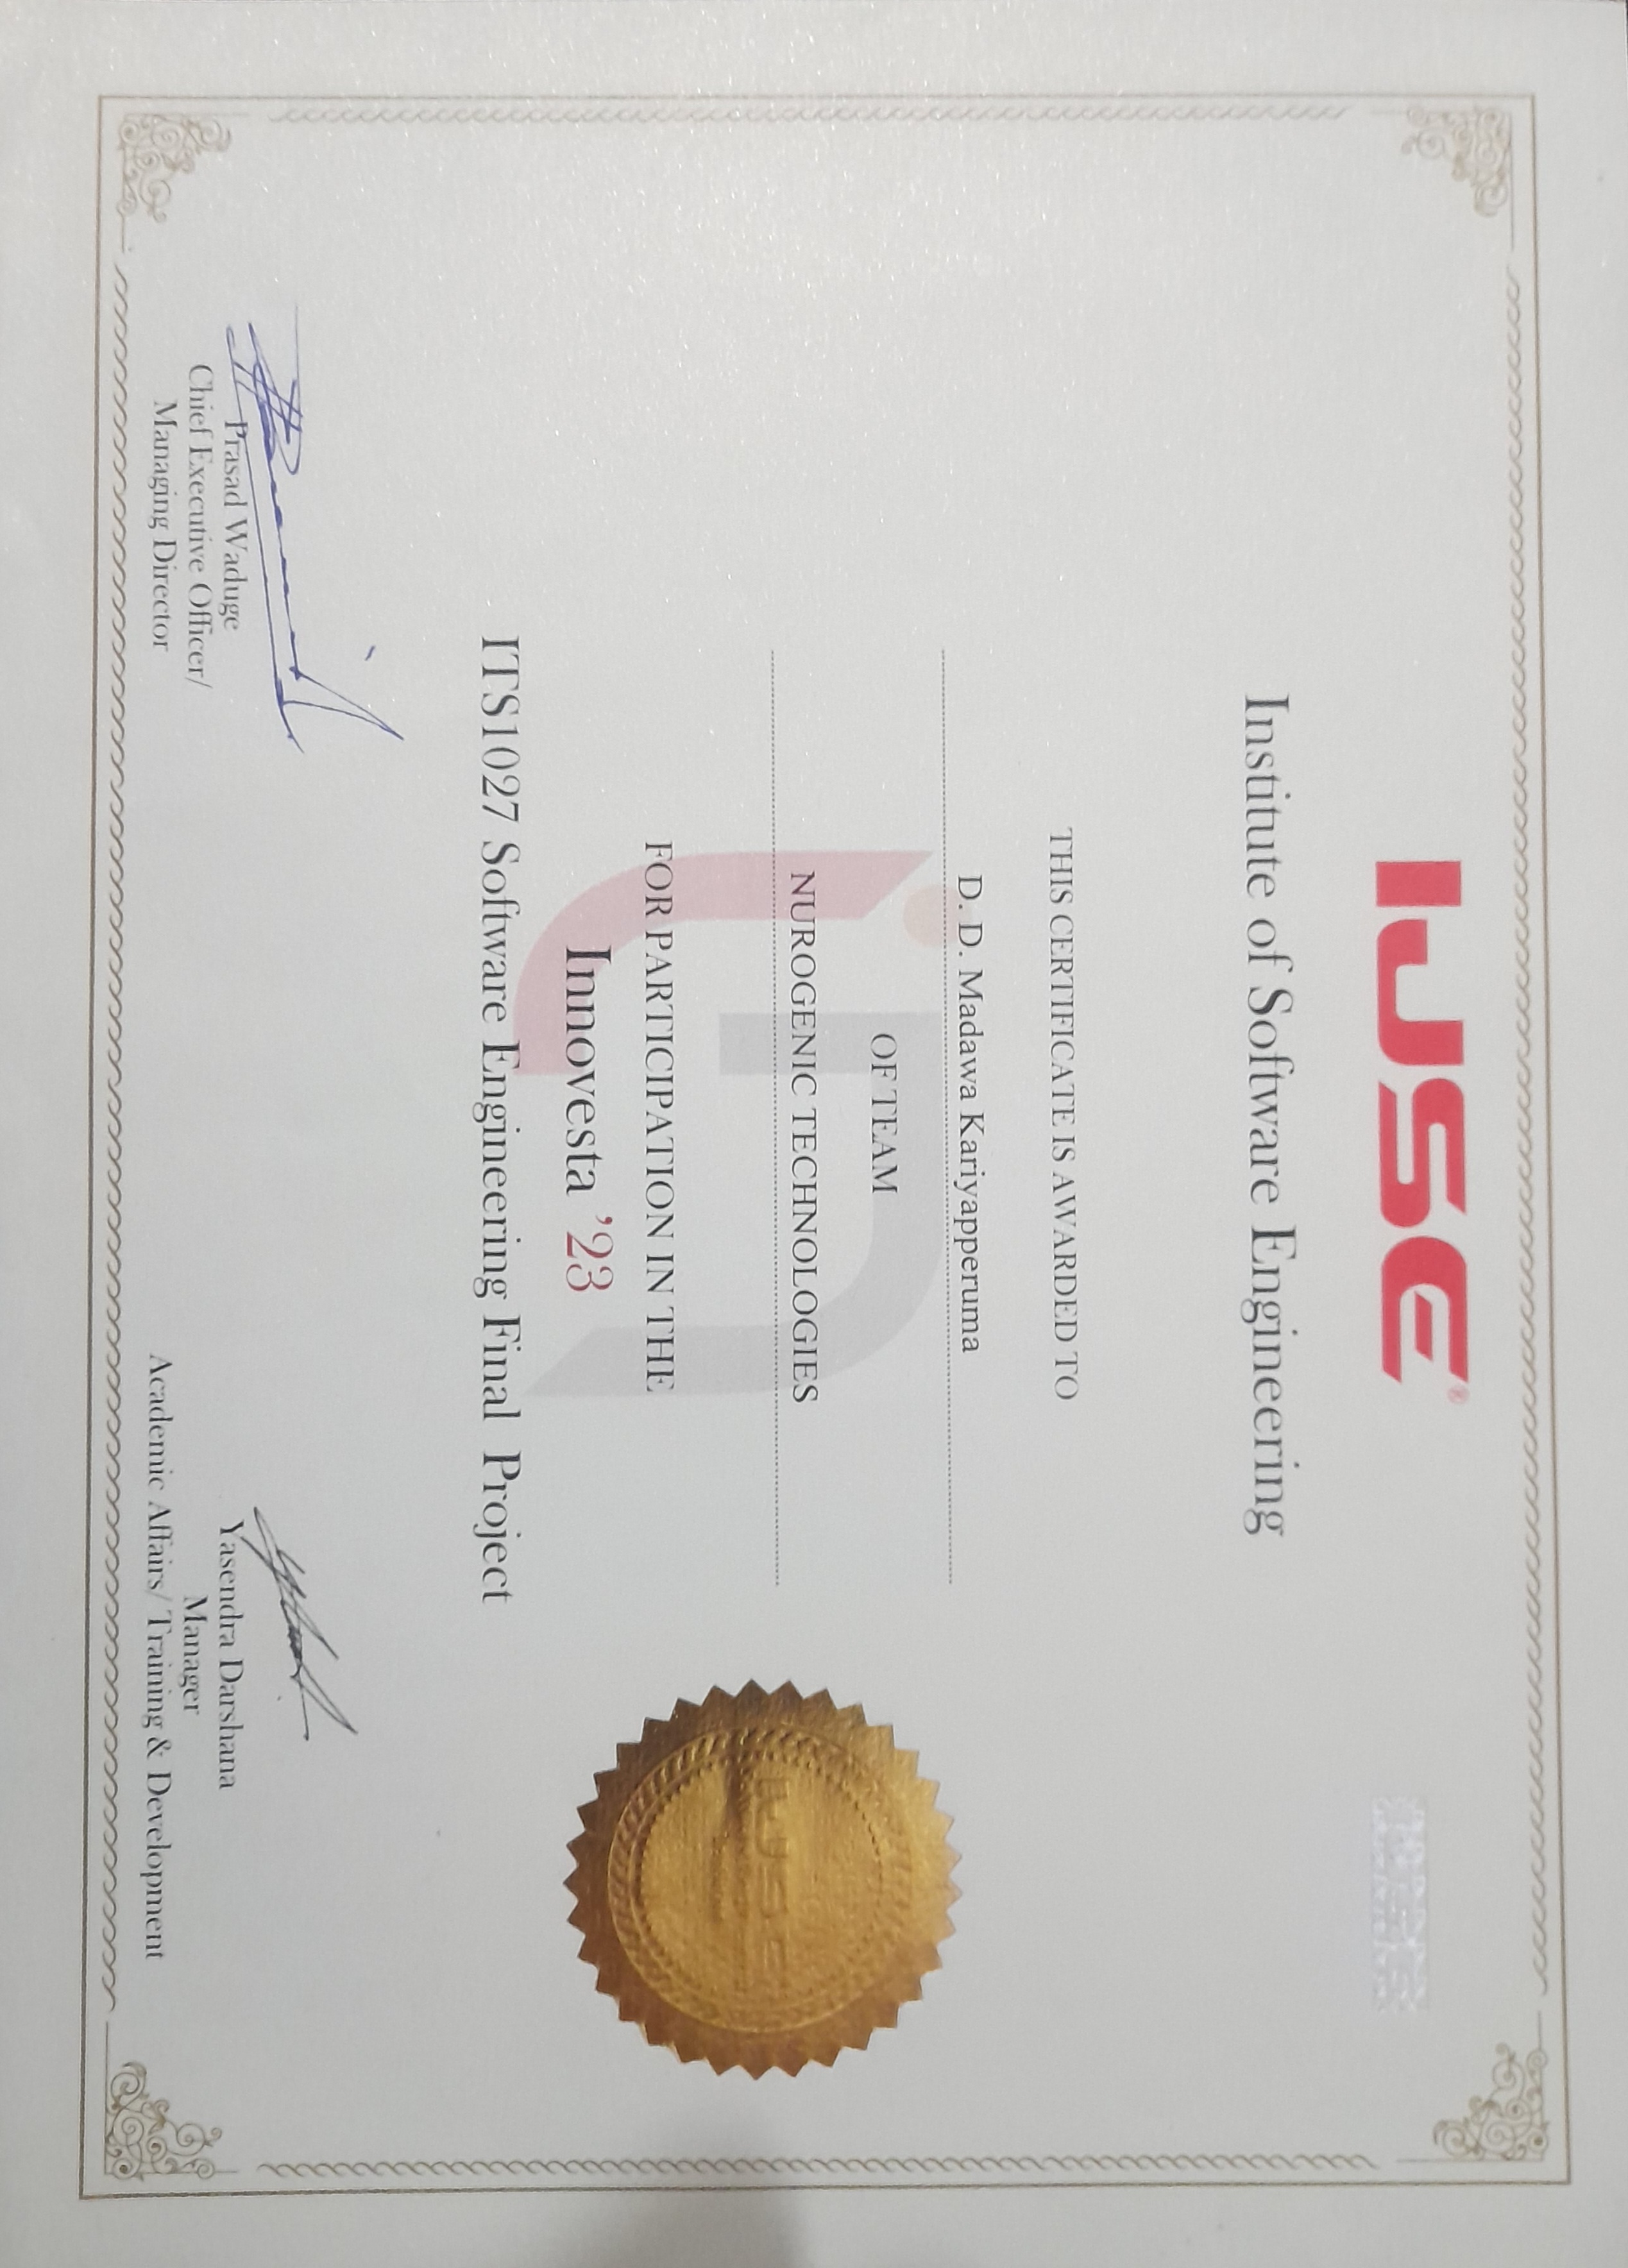 IJSE®
Institute of Software Engineering
THIS CERTIFICATE IS AWARDED TO
D. D. Madawa Kariyapperuma
OF TEAM
NUROGENIC TECHNOLOGIES
FOR PARTICIPATION IN THE
Innovesta ’23
ITS1027 Software Engineering Final Project
Prasad Waduge
Chief Executive Officer/
Managing Director
Yasendra Darshana
Manager
Academic Affairs/ Training & Development
IJSE